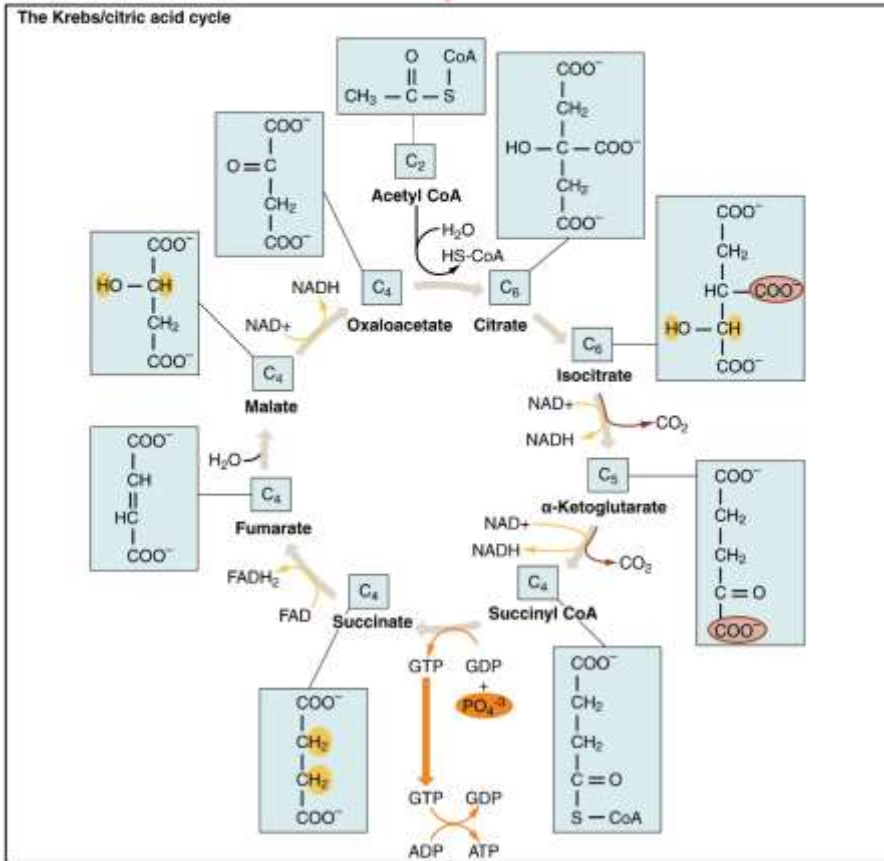 The Krebs/citric acid cycle
O CoA
|| |
CH₃ — C — S
C₂
Acetyl CoA
H₂O
HS-CoA
COO⁻
|
CH₂
|
HO — C — COO⁻
|
CH₂
|
COO⁻
C₆
Citrate
COO⁻
|
CH₂
|
HC — COO⁻
|
HO — CH
|
COO⁻
C₆
Isocitrate
NAD+
NADH
CO₂
C₅
α-Ketoglutarate
COO⁻
|
CH₂
|
CH₂
|
C = O
|
COO⁻
NAD+
NADH
CO₂
C₄
Succinyl CoA
COO⁻
|
CH₂
|
CH₂
|
C = O
|
S — CoA
GTP GDP
+
PO₄⁻³
GTP GDP
ADP ATP
C₄
Succinate
COO⁻
|
CH₂
|
CH₂
|
COO⁻
FADH₂
FAD
C₄
Fumarate
COO⁻
|
CH
||
HC
|
COO⁻
H₂O
C₄
Malate
COO⁻
|
HO — CH
|
CH₂
|
COO⁻
NAD+
NADH
C₄
Oxaloacetate
COO⁻
|
O = C
|
CH₂
|
COO⁻